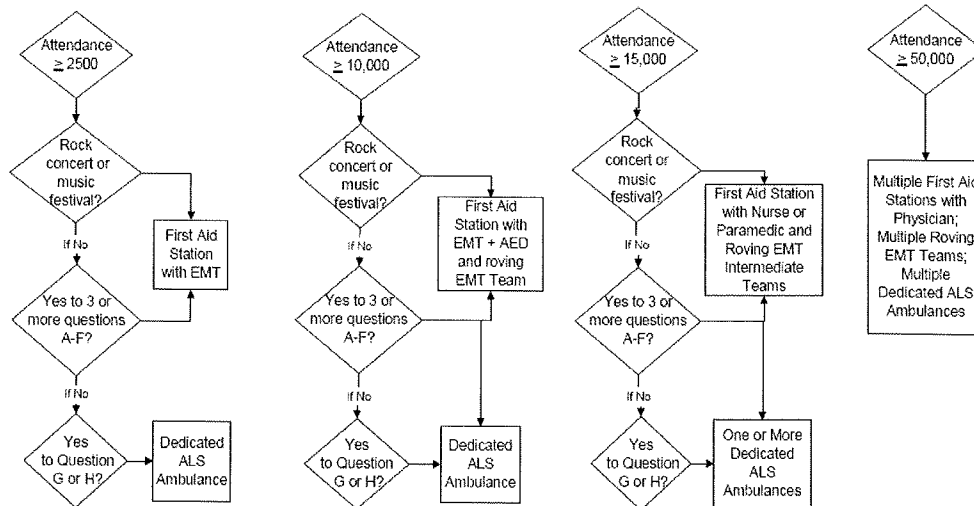 Attendance
≥ 2500
Rock
concert or
music
festival?
First Aid
Station
with EMT
If No
Yes to 3 or
more questions
A-F?
If No
Yes
to Question
G or H?
Dedicated
ALS
Ambulance
Attendance
≥ 10,000
Rock
concert or
music
festival?
First Aid
Station with
EMT + AED
and roving
EMT Team
If No
Yes to 3 or
more questions
A-F?
If No
Yes
to Question
G or H?
Dedicated
ALS
Ambulance
Attendance
≥ 15,000
Rock
concert or
music
festival?
First Aid Station
with Nurse or
Paramedic and
Roving EMT
Intermediate
Teams
If No
Yes to 3 or
more questions
A-F?
If No
Yes
to Question
G or H?
One or More
Dedicated
ALS
Ambulances
Attendance
≥ 50,000
Multiple First Aid
Stations with
Physician;
Multiple Roving
EMT Teams;
Multiple
Dedicated ALS
Ambulances